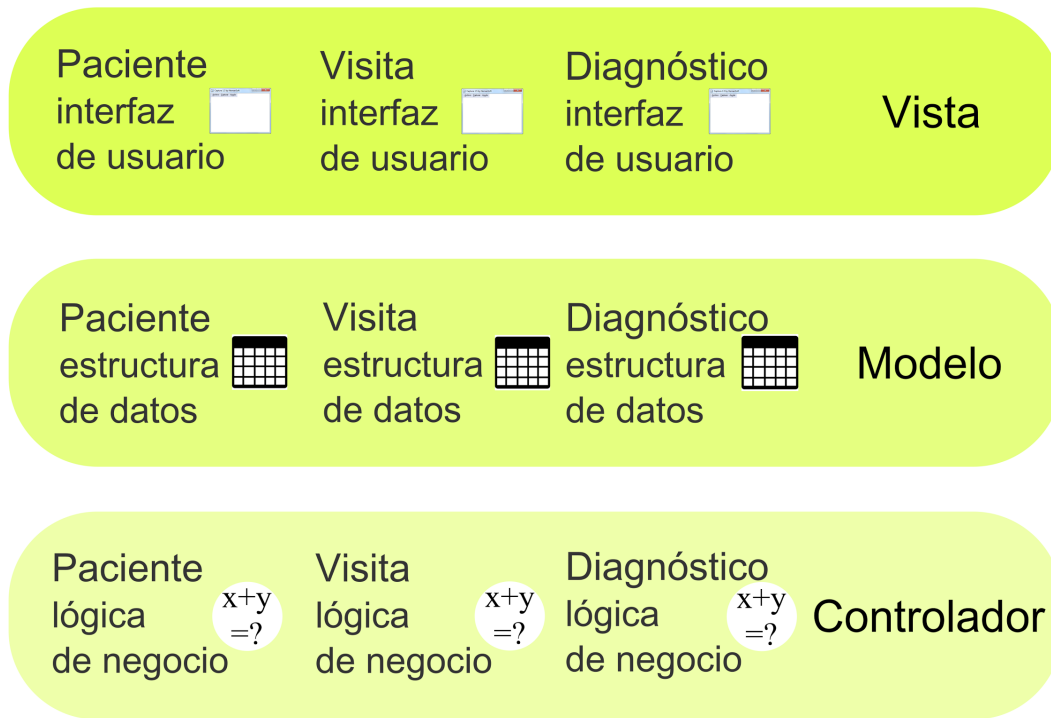 Paciente
interfaz
de usuario
Visita
interfaz
de usuario
Diagnóstico
interfaz
de usuario
Vista
Paciente
estructura
de datos
Visita
estructura
de datos
Diagnóstico
estructura
de datos
Modelo
Paciente
lógica
de negocio
x+y
=?
Visita
lógica
de negocio
x+y
=?
Diagnóstico
lógica
de negocio
x+y
=?
Controlador